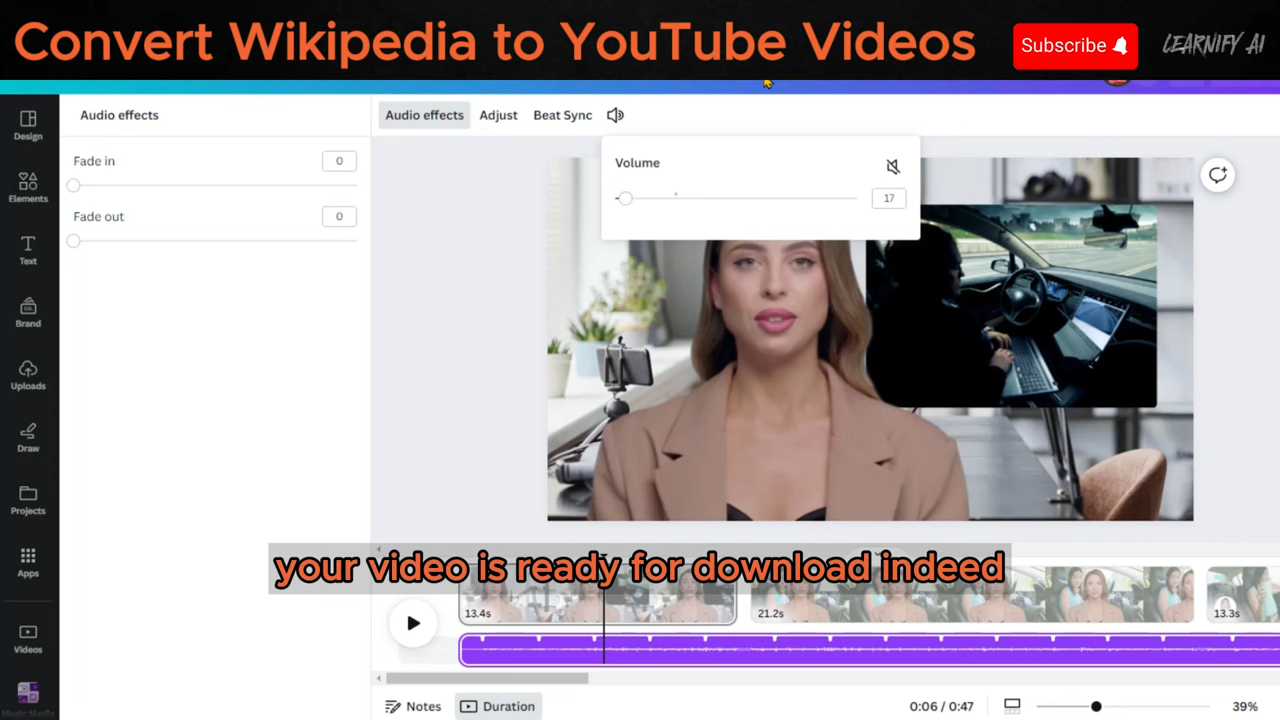 Convert Wikipedia to YouTube Videos
Subscribe
LEARNIFY AI
Design
Elements
Text
Brand
Uploads
Draw
Projects
Apps
Videos
Magic Media
Audio effects
Fade in
0
Fade out
0
Audio effects
Adjust
Beat Sync
Volume
17
your video is ready for download indeed
13.4s
21.2s
13.3s
Notes
Duration
0:06 / 0:47
39%